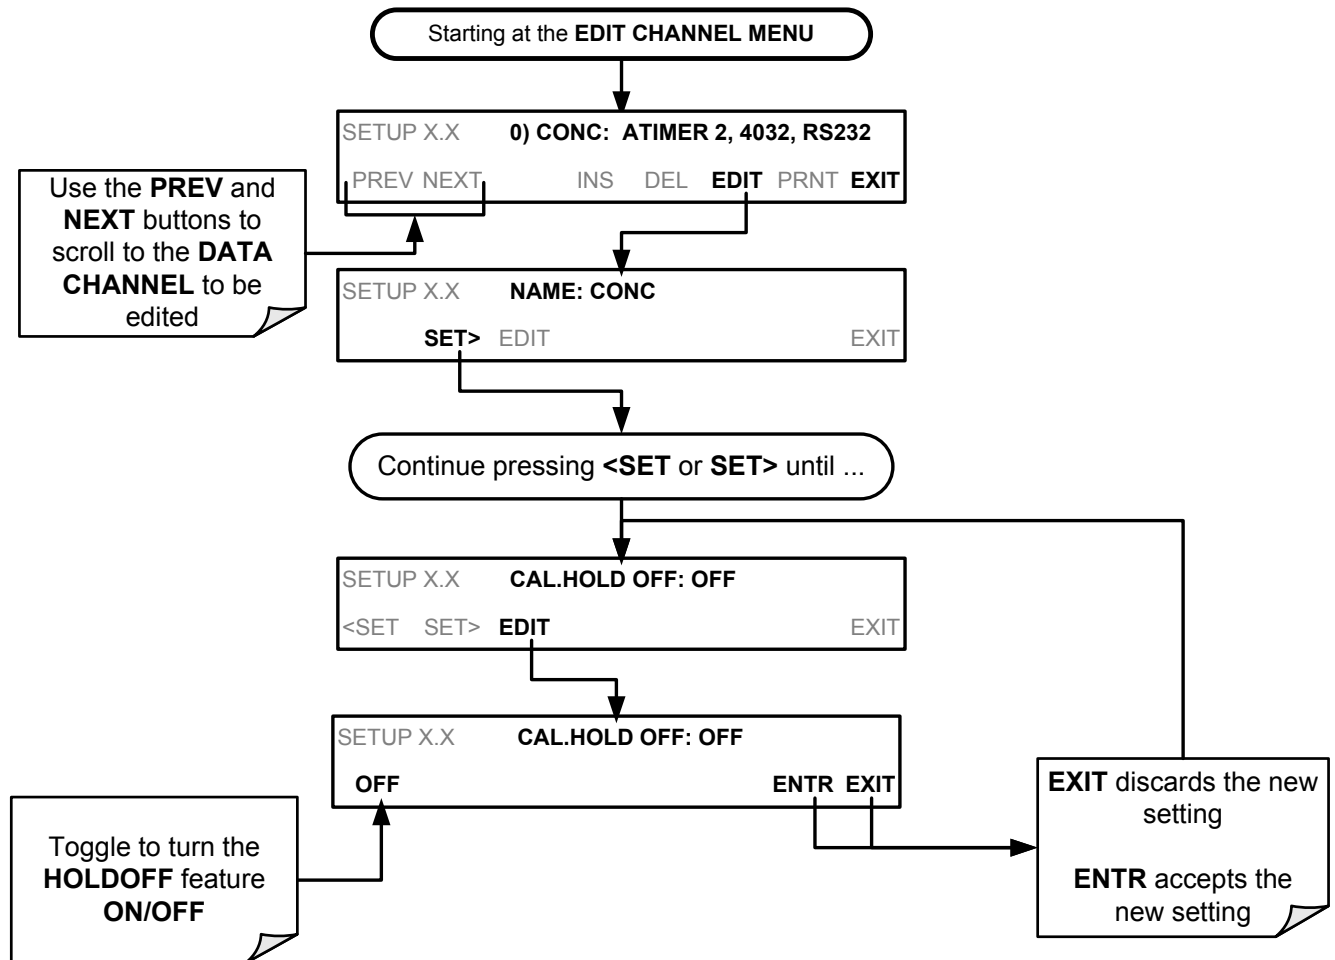 Starting at the EDIT CHANNEL MENU
SETUP X.X 0) CONC: ATIMER 2, 4032, RS232
PREV NEXT INS DEL EDIT PRNT EXIT
Use the PREV and
NEXT buttons to
scroll to the DATA
CHANNEL to be
edited
SETUP X.X NAME: CONC
SET> EDIT EXIT
Continue pressing <SET or SET> until ...
SETUP X.X CAL.HOLD OFF: OFF
<SET SET> EDIT EXIT
SETUP X.X CAL.HOLD OFF: OFF
OFF ENTR EXIT
Toggle to turn the
HOLDOFF feature
ON/OFF
EXIT discards the new
setting
ENTR accepts the
new setting